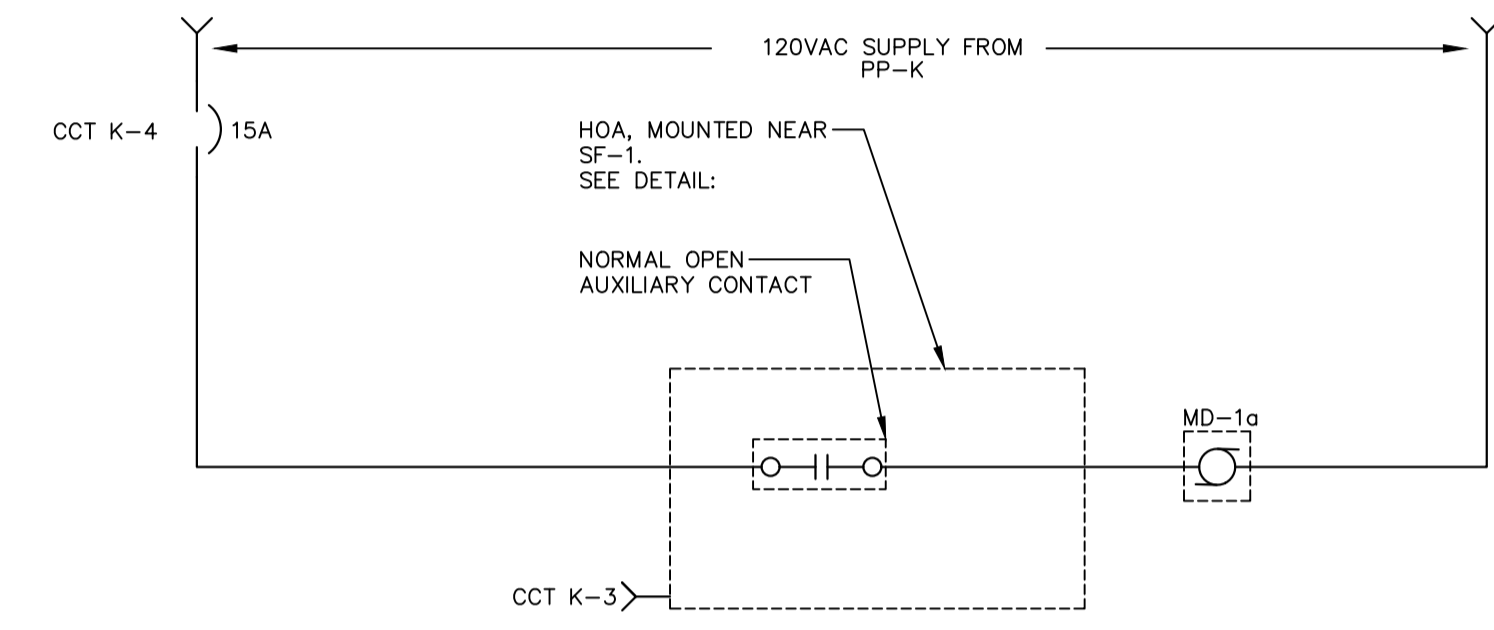 120VAC SUPPLY FROM
PP-K
CCT K-4
15A
HOA, MOUNTED NEAR
SF-1.
SEE DETAIL:
NORMAL OPEN
AUXILIARY CONTACT
MD-1a
CCT K-3